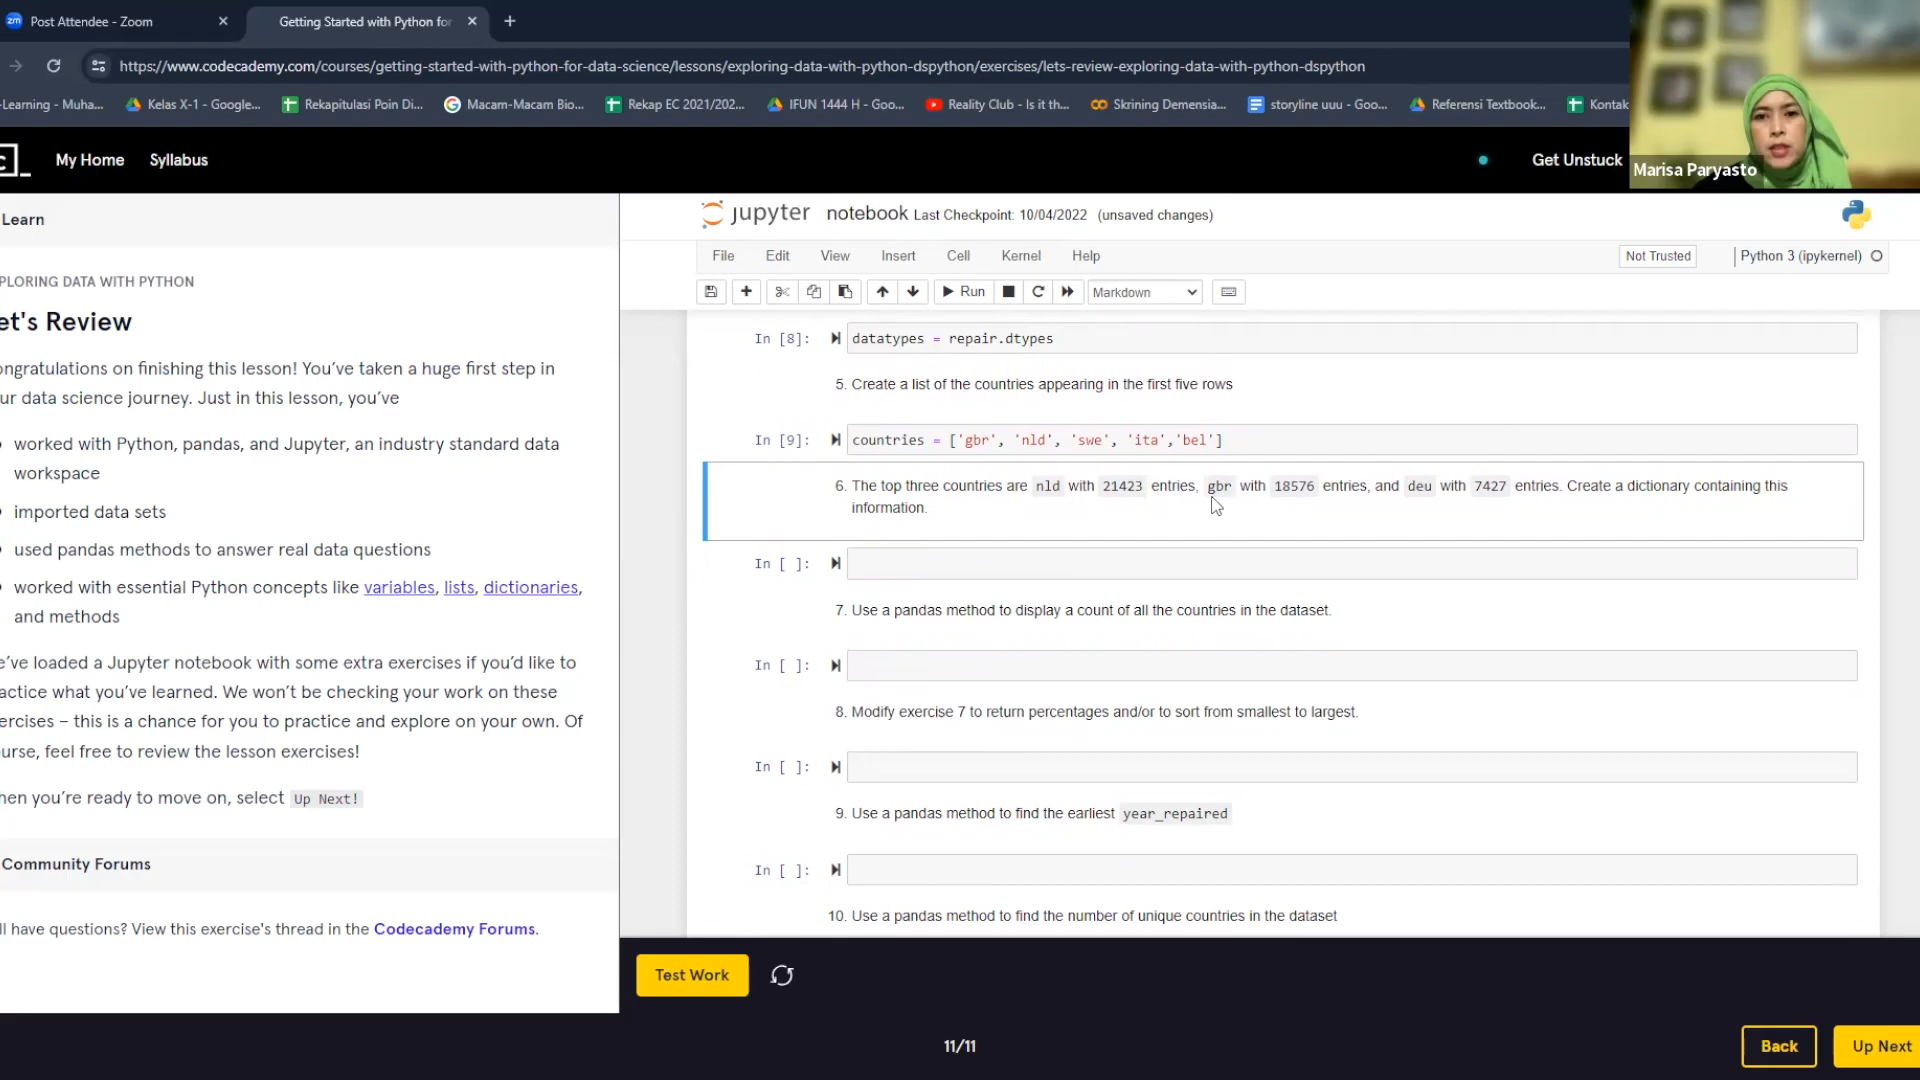 zm Post Attendee - Zoom
Getting Started with Python for
https://www.codecademy.com/courses/getting-started-with-python-for-data-science/lessons/exploring-data-with-python-dspython/exercises/lets-review-exploring-data-with-python-dspython
-Learning - Muha...
Kelas X-1 - Google...
Rekapitulasi Poin Di...
Macam-Macam Bio...
Rekap EC 2021/202...
IFUN 1444 H - Goo...
Reality Club - Is it th...
Skrining Demensia...
storyline uuu - Goo...
Referensi Textbook...
Kontak
Marisa Paryasto
My Home
Syllabus
Get Unstuck
Learn
PLORING DATA WITH PYTHON
et's Review
ongratulations on finishing this lesson! You've taken a huge first step in
ur data science journey. Just in this lesson, you've
worked with Python, pandas, and Jupyter, an industry standard data
workspace
imported data sets
used pandas methods to answer real data questions
worked with essential Python concepts like variables, lists, dictionaries,
and methods
e've loaded a Jupyter notebook with some extra exercises if you'd like to
actice what you've learned. We won't be checking your work on these
ercises – this is a chance for you to practice and explore on your own. Of
urse, feel free to review the lesson exercises!
hen you're ready to move on, select Up Next!
Community Forums
ll have questions? View this exercise's thread in the Codecademy Forums.
jupyter notebook Last Checkpoint: 10/04/2022 (unsaved changes)
File Edit View Insert Cell Kernel Help
Not Trusted
Python 3 (ipykernel)
Run
Markdown
In [8]: datatypes = repair.dtypes
5. Create a list of the countries appearing in the first five rows
In [9]: countries = ['gbr', 'nld', 'swe', 'ita','bel']
6. The top three countries are nld with 21423 entries, gbr with 18576 entries, and deu with 7427 entries. Create a dictionary containing this
information.
In [ ]:
7. Use a pandas method to display a count of all the countries in the dataset.
In [ ]:
8. Modify exercise 7 to return percentages and/or to sort from smallest to largest.
In [ ]:
9. Use a pandas method to find the earliest year_repaired
In [ ]:
10. Use a pandas method to find the number of unique countries in the dataset
Test Work
11/11
Back
Up Next